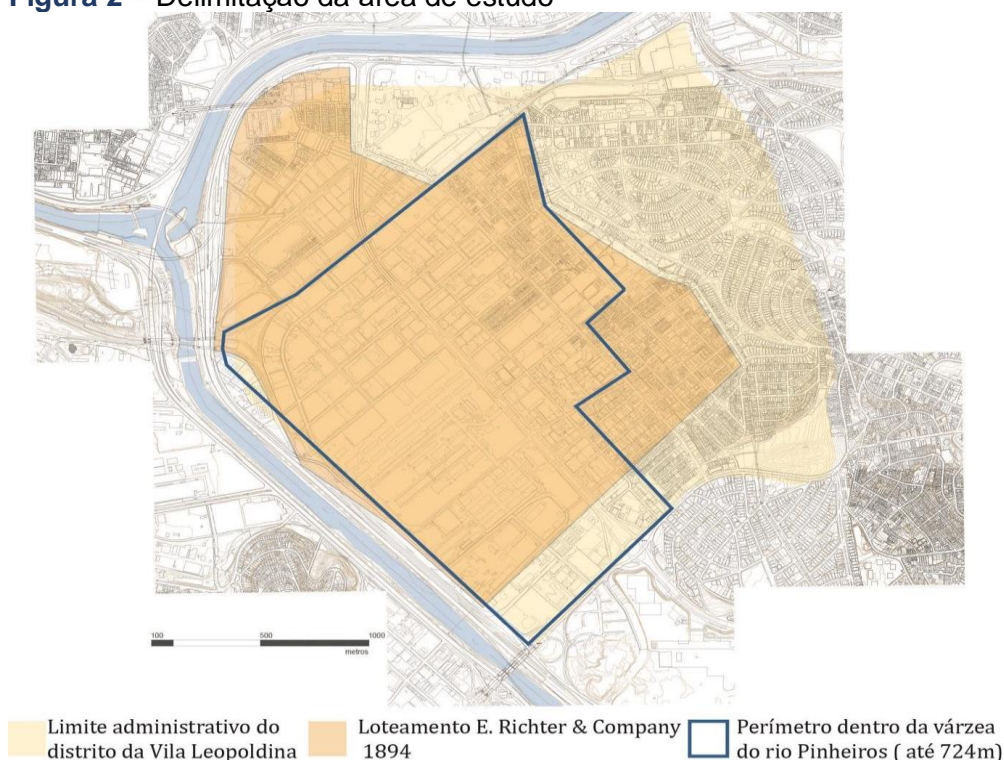 Figura 2 – Delimitação da área de estudo
100 500 1000
metros
Limite administrativo do
distrito da Vila Leopoldina
Loteamento E. Richter & Company
1894
Perímetro dentro da várzea
do rio Pinheiros ( até 724m)